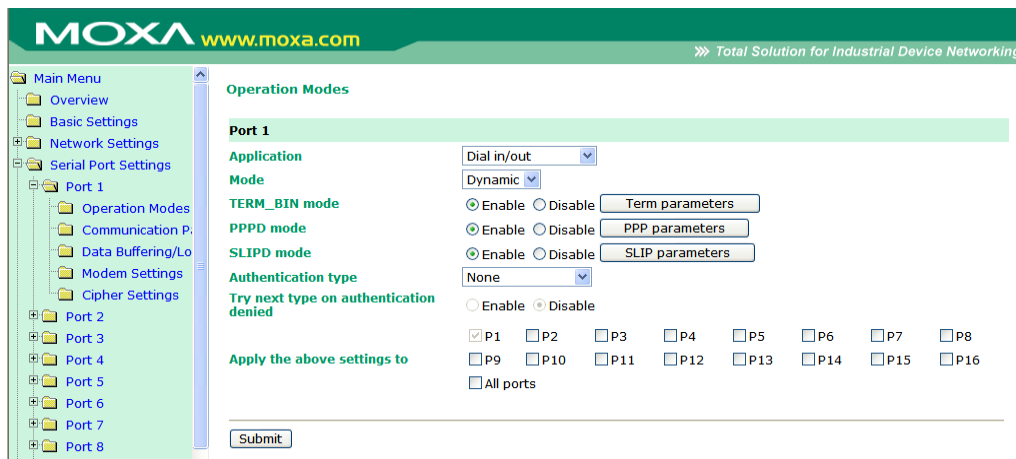 MOXA www.moxa.com
Total Solution for Industrial Device Networking
Main Menu
Overview
Basic Settings
Network Settings
Serial Port Settings
Port 1
Operation Modes
Communication Pa
Data Buffering/Lo
Modem Settings
Cipher Settings
Port 2
Port 3
Port 4
Port 5
Port 6
Port 7
Port 8
Operation Modes
Port 1
Application Dial in/out
Mode Dynamic
TERM_BIN mode Enable Disable Term parameters
PPPD mode Enable Disable PPP parameters
SLIPD mode Enable Disable SLIP parameters
Authentication type None
Try next type on authentication
denied Enable Disable
P1 P2 P3 P4 P5 P6 P7 P8
Apply the above settings to P9 P10 P11 P12 P13 P14 P15 P16
All ports
Submit